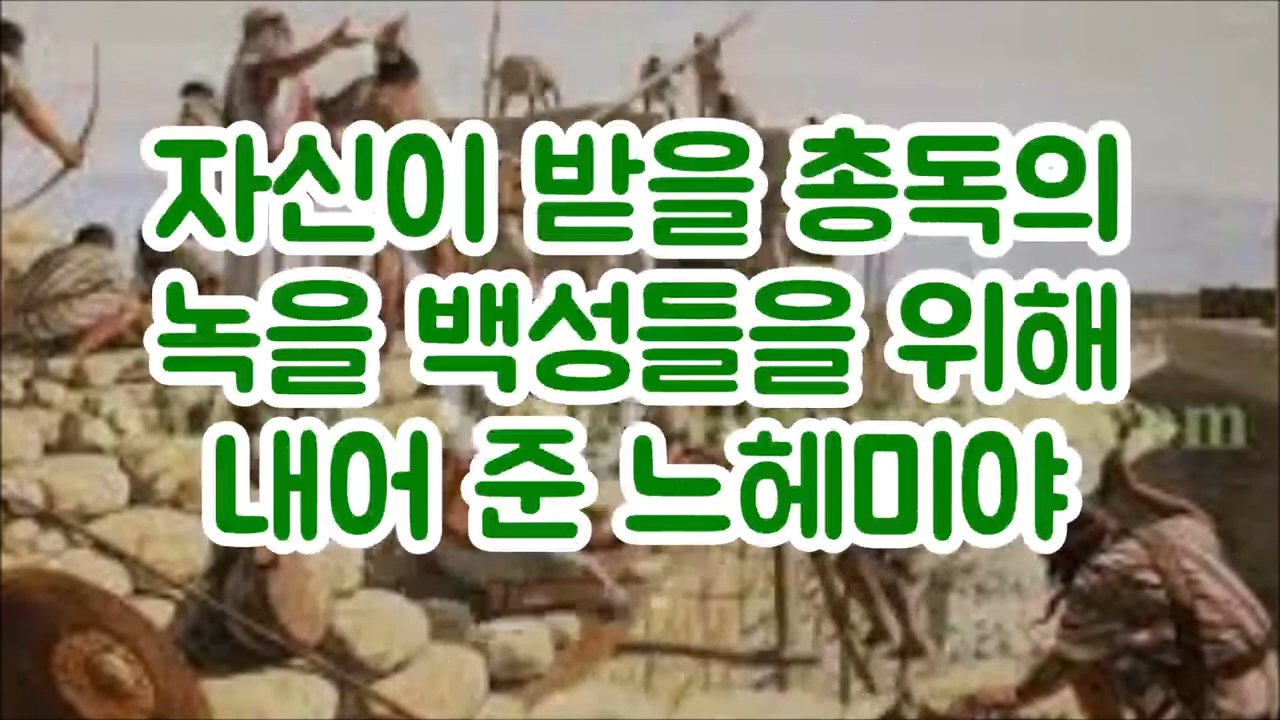 자신이 받을 총독의
녹을 백성들을 위해
내어 준 느헤미야